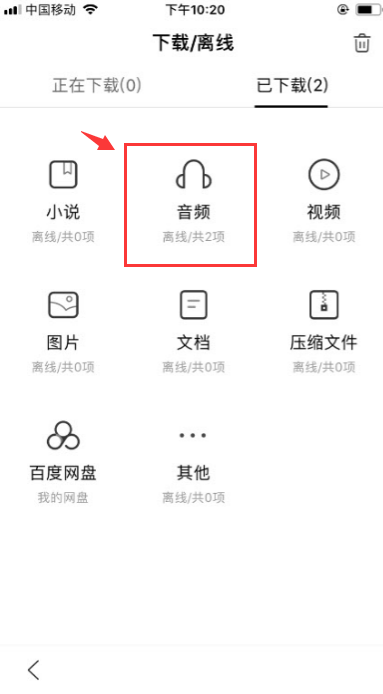 中国移动 下午10:20
下载/离线
正在下载(0) 已下载(2)
小说 音频 视频
离线/共0项 离线/共2项 离线/共0项
图片 文档 压缩文件
离线/共0项 离线/共0项 离线/共0项
百度网盘 其他
我的网盘 离线/共0项